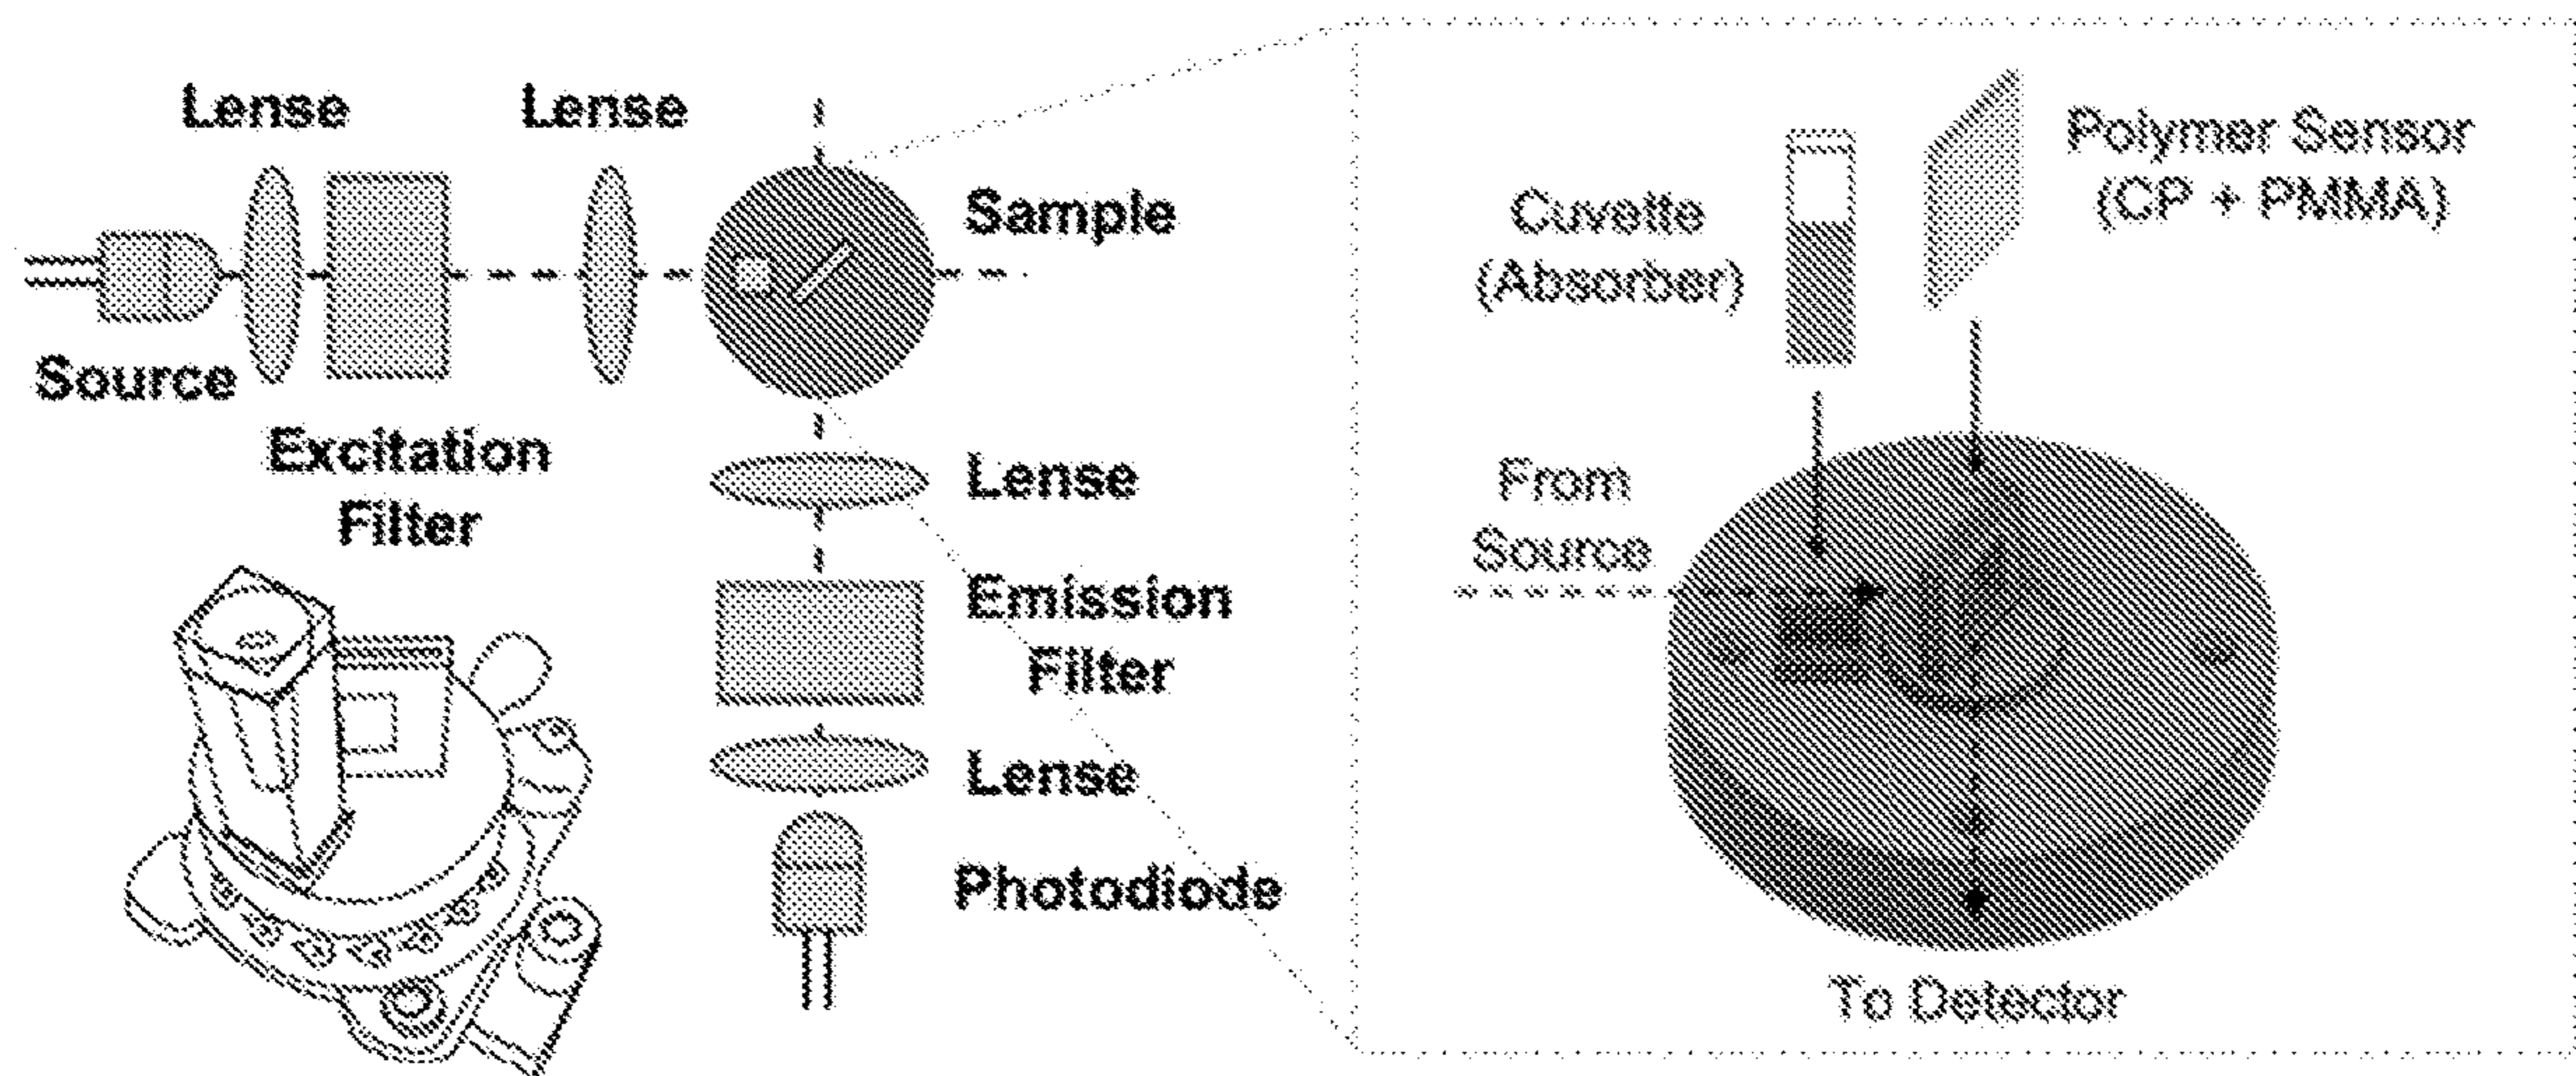 Lense
Lense
Sample
Source
Excitation
Filter
Lense
Emission
Filter
Lense
Photodiode
Polymer Sensor
(CP + PMMA)
Cuvette
(Absorber)
From
Source
To Detector